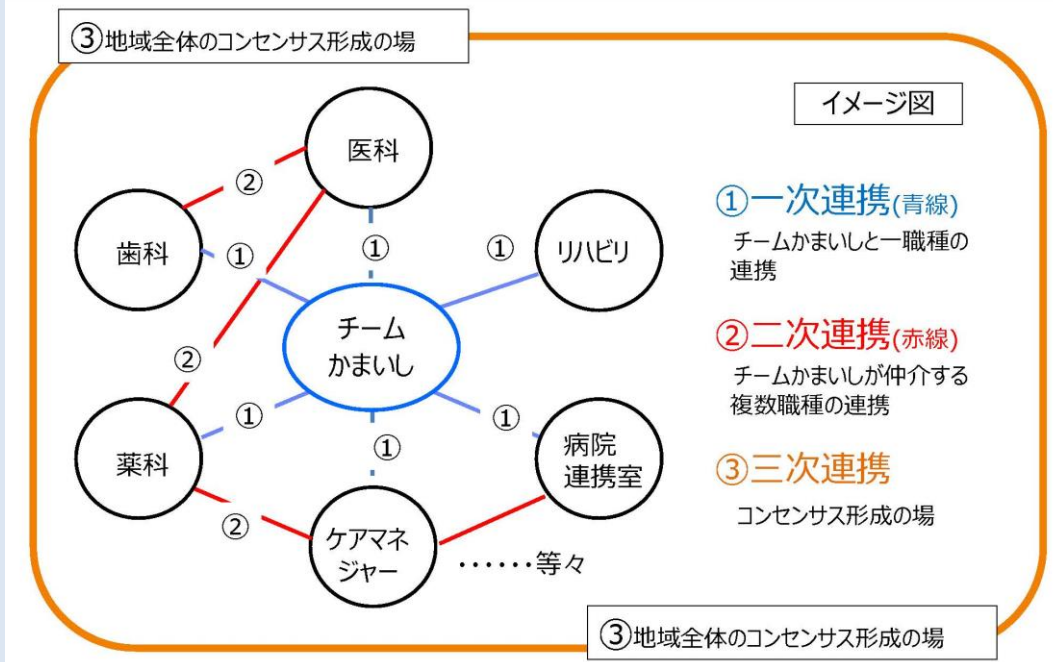 ③地域全体のコンセンサス形成の場
イメージ図
医科
②
歯科
①
①
①
リハビリ
チーム
かまいし
②
①
①
①
薬科
②
ケアマネ
ジャー
病院
連携室
・・・・・・等々
①一次連携(青線)
チームかまいしと一職種の
連携
②二次連携(赤線)
チームかまいしが仲介する
複数職種の連携
③三次連携
コンセンサス形成の場
③地域全体のコンセンサス形成の場